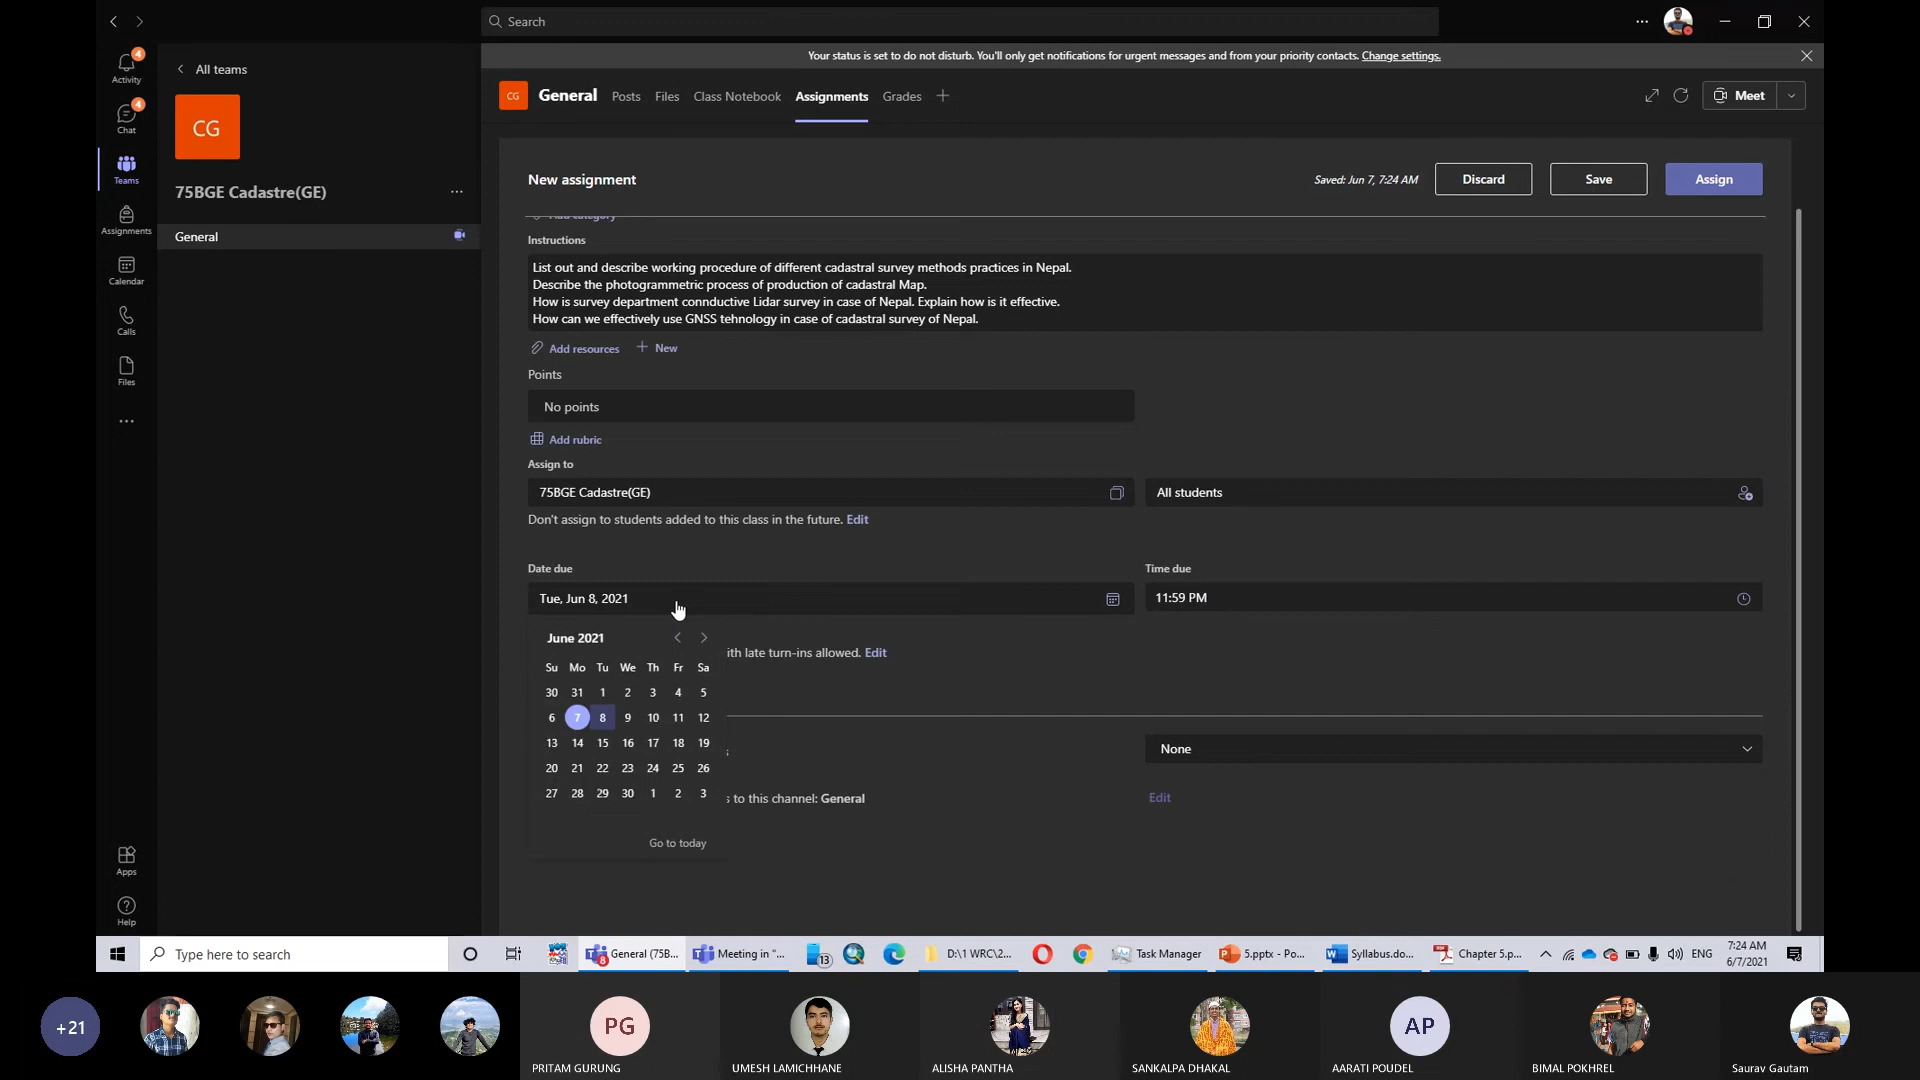 Search
Your status is set to do not disturb. You'll only get notifications for urgent messages and from your priority contacts. Change settings.
4
Activity
4
Chat
Teams
Assignments
Calendar
Calls
Files
Apps
Help
All teams
CG
75BGE Cadastre(GE)
General
CG
General
Posts
Files
Class Notebook
Assignments
Grades
Meet
New assignment
Saved: Jun 7, 7:24 AM
Discard
Save
Assign
Add category
Instructions
List out and describe working procedure of different cadastral survey methods practices in Nepal.
Describe the photogrammetric process of production of cadastral Map.
How is survey department connductive Lidar survey in case of Nepal. Explain how is it effective.
How can we effectively use GNSS tehnology in case of cadastral survey of Nepal.
Add resources
New
Points
No points
Add rubric
Assign to
75BGE Cadastre(GE)
All students
Don't assign to students added to this class in the future. Edit
Date due
Time due
Tue, Jun 8, 2021
11:59 PM
June 2021
ith late turn-ins allowed. Edit
Su Mo Tu We Th Fr Sa
30 31 1 2 3 4 5
6 7 8 9 10 11 12
13 14 15 16 17 18 19
20 21 22 23 24 25 26
27 28 29 30 1 2 3
None
s to this channel: General
Edit
Go to today
Type here to search
8
General (75B...
Meeting in "...
13
D:\1 WRC\2...
Task Manager
5.pptx - Po...
Syllabus.do...
Chapter 5.p...
ENG
7:24 AM
6/7/2021
+21
PG
AP
PRITAM GURUNG
UMESH LAMICHHANE
ALISHA PANTHA
SANKALPA DHAKAL
AARATI POUDEL
BIMAL POKHREL
Saurav Gautam